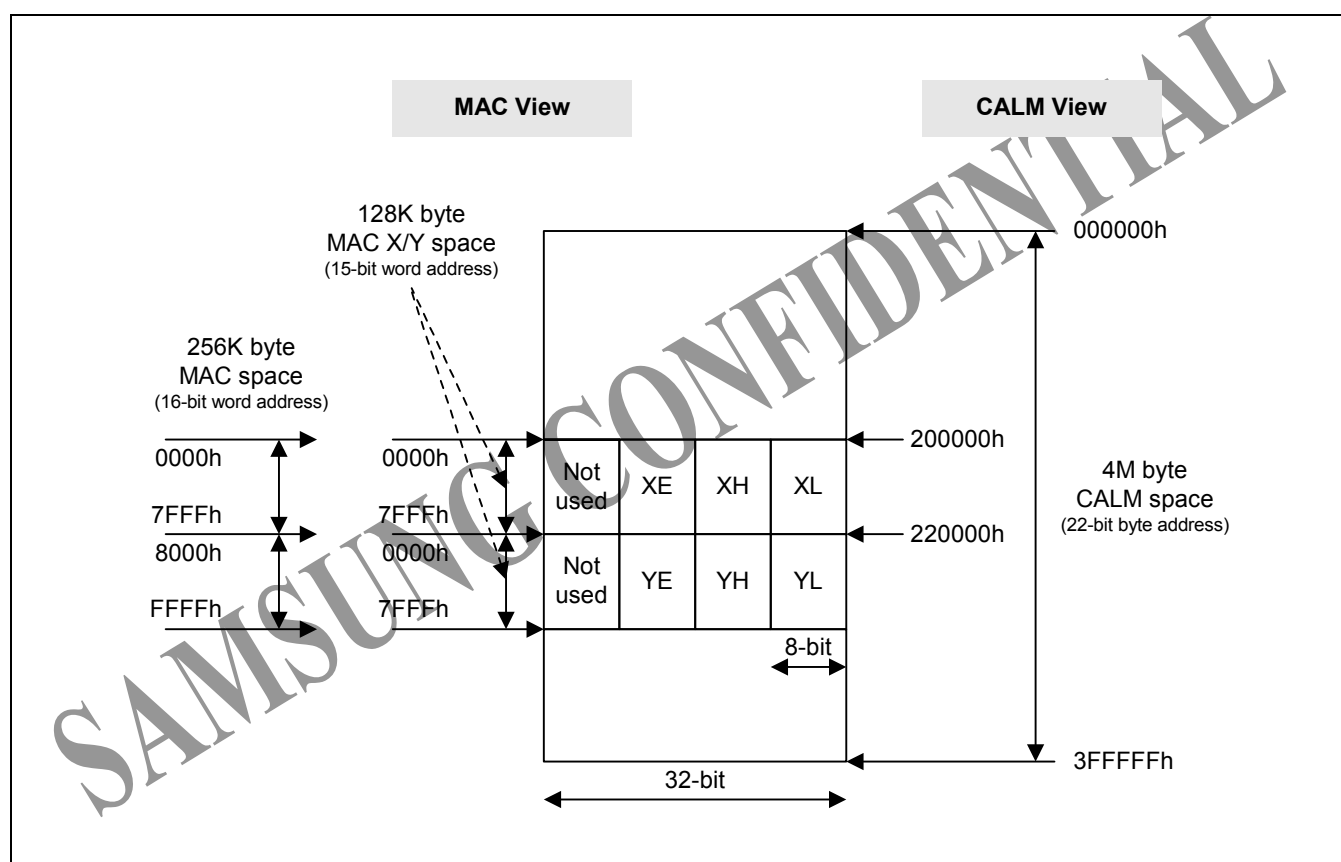 MAC View
CALM View
128K byte
MAC X/Y space
(15-bit word address)
000000h
256K byte
MAC space
(16-bit word address)
0000h
0000h
200000h
Not
used
XE
XH
XL
4M byte
CALM space
(22-bit byte address)
7FFFh
7FFFh
220000h
8000h
0000h
Not
used
YE
YH
YL
FFFFh
7FFFh
8-bit
3FFFFFh
32-bit
SAMSUNG CONFIDENTIAL